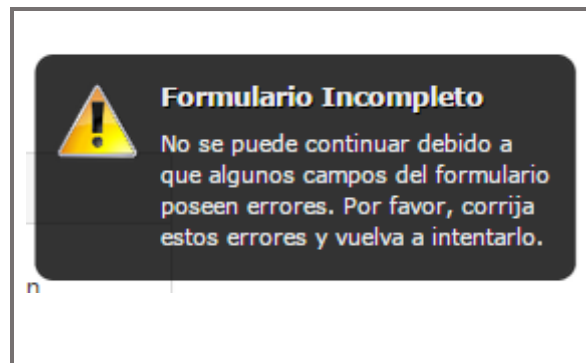 Formulario Incompleto
No se puede continuar debido a
que algunos campos del formulario
poseen errores. Por favor, corrija
estos errores y vuelva a intentarlo.
n